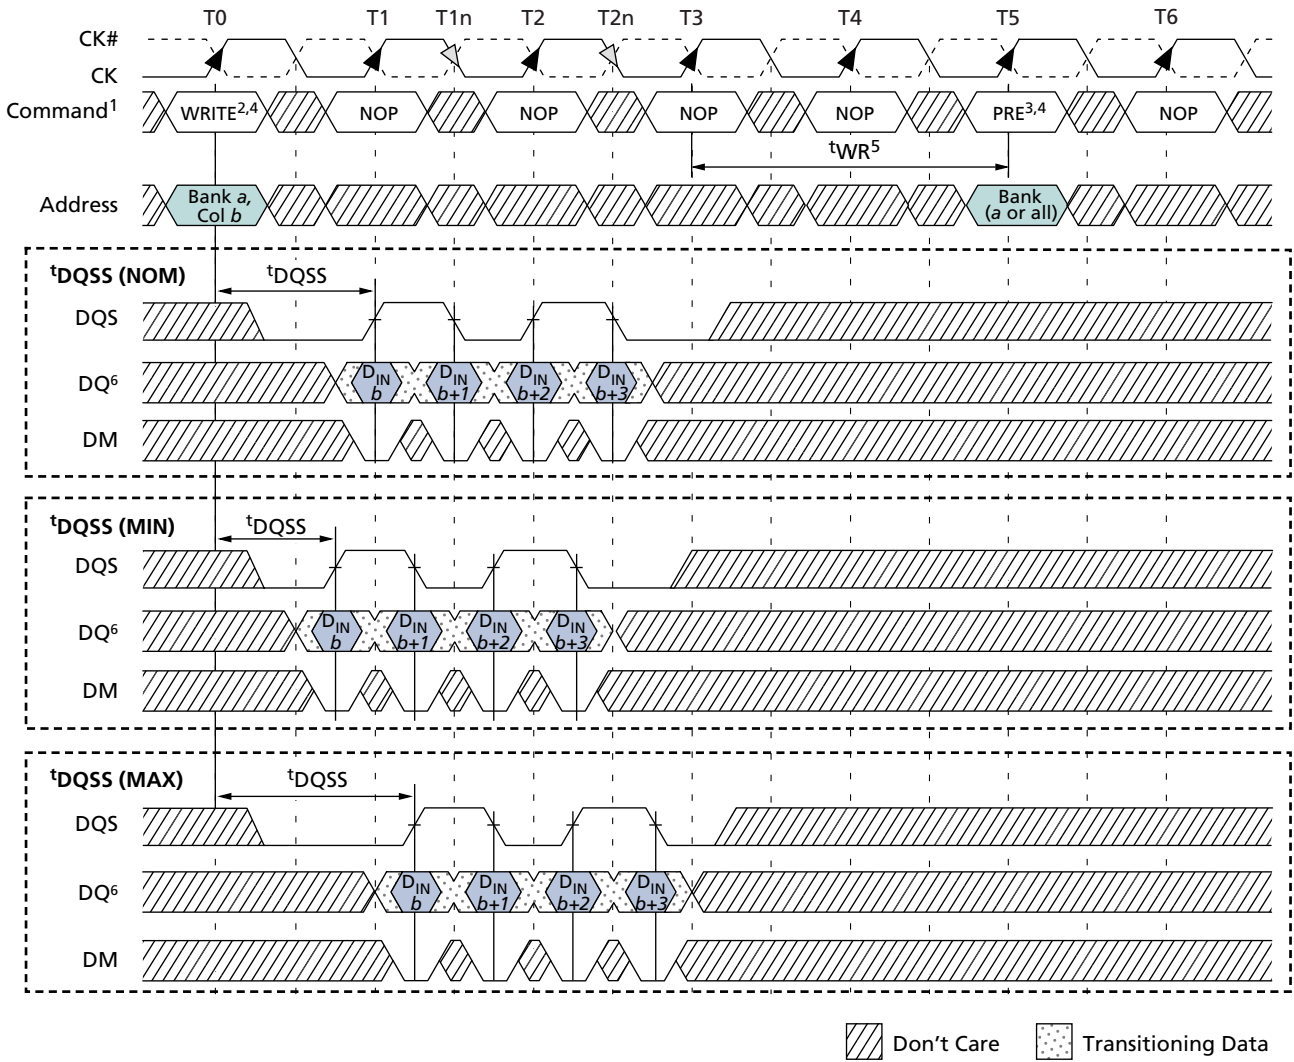 T0 T1 T1n T2 T2n T3 T4 T5 T6
CK#
CK
Command¹ WRITE²,⁴ NOP NOP NOP NOP PRE³,⁴ NOP
ᵗWR⁵
Address Bank a, Col b Bank (a or all)
ᵗDQSS (NOM) ᵗDQSS
DQS
DQ⁶ DIN b DIN b+1 DIN b+2 DIN b+3
DM
ᵗDQSS (MIN) ᵗDQSS
DQS
DQ⁶ DIN b DIN b+1 DIN b+2 DIN b+3
DM
ᵗDQSS (MAX) ᵗDQSS
DQS
DQ⁶ DIN b DIN b+1 DIN b+2 DIN b+3
DM
Don't Care Transitioning Data